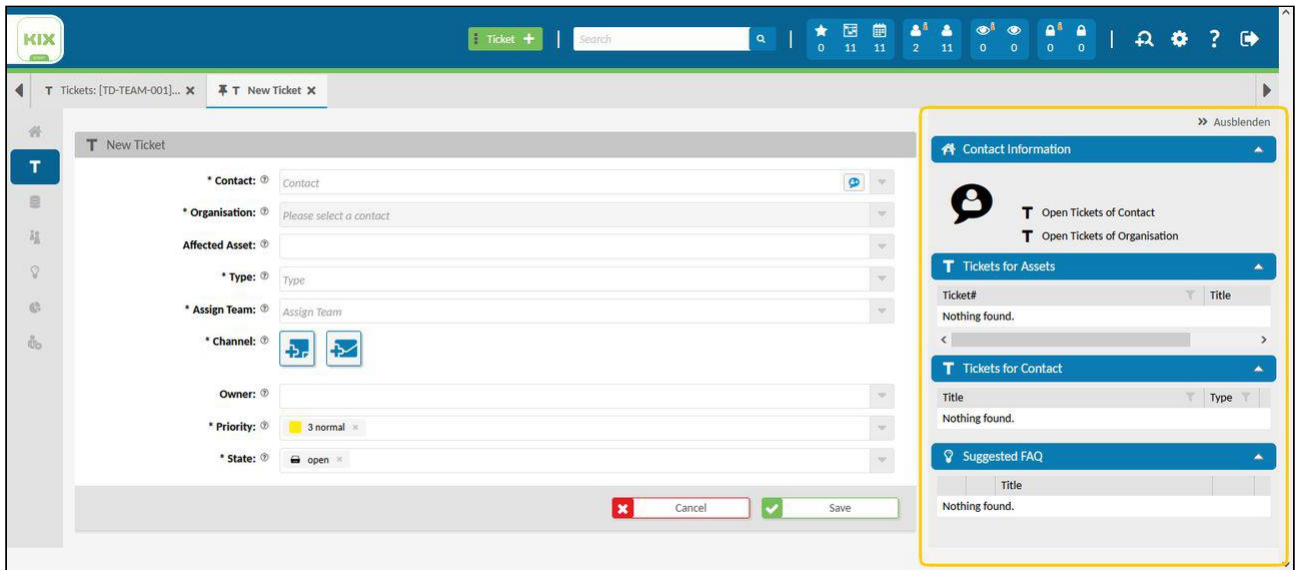 KIX
START
Ticket
Search
0 11 11
2 11
0 0
0 0
T Tickets: [TD-TEAM-001]...
T New Ticket
Ausblenden
T New Ticket
* Contact: Contact
* Organisation: Please select a contact
Affected Asset:
* Type: Type
* Assign Team: Assign Team
* Channel:
Owner:
* Priority: 3 normal
* State: open
Cancel
Save
Contact Information
T Open Tickets of Contact
T Open Tickets of Organisation
T Tickets for Assets
Ticket# Title
Nothing found.
T Tickets for Contact
Title Type
Nothing found.
Suggested FAQ
Title
Nothing found.